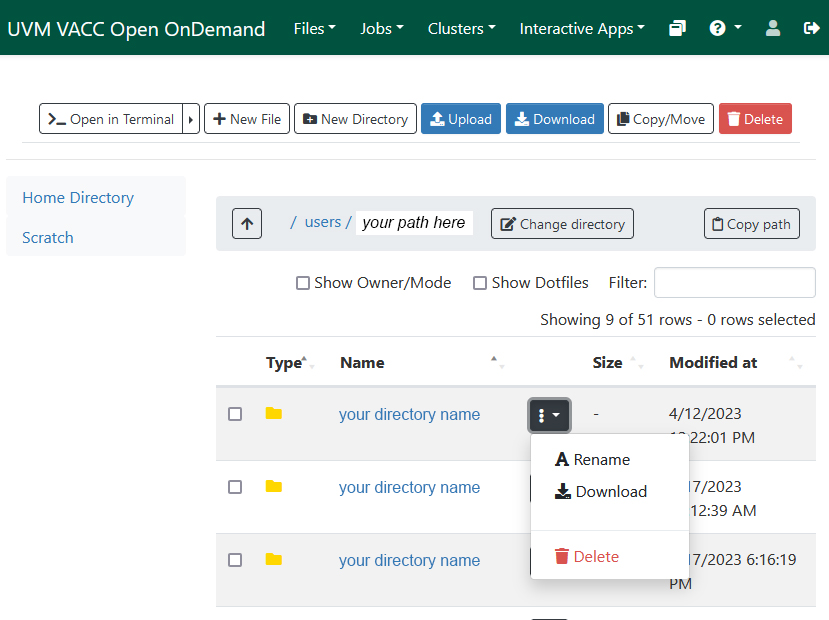 UVM VACC Open OnDemand Files Jobs Clusters Interactive Apps
Open in Terminal New File New Directory Upload Download Copy/Move Delete
Home Directory
Scratch
/ users / your path here Change directory Copy path
Show Owner/Mode Show Dotfiles Filter:
Showing 9 of 51 rows - 0 rows selected
Type Name Size Modified at
your directory name - 4/12/2023
:22:01 PM
Rename
Download
Delete
your directory name 17/2023
12:39 AM
your directory name 17/2023 6:16:19
PM